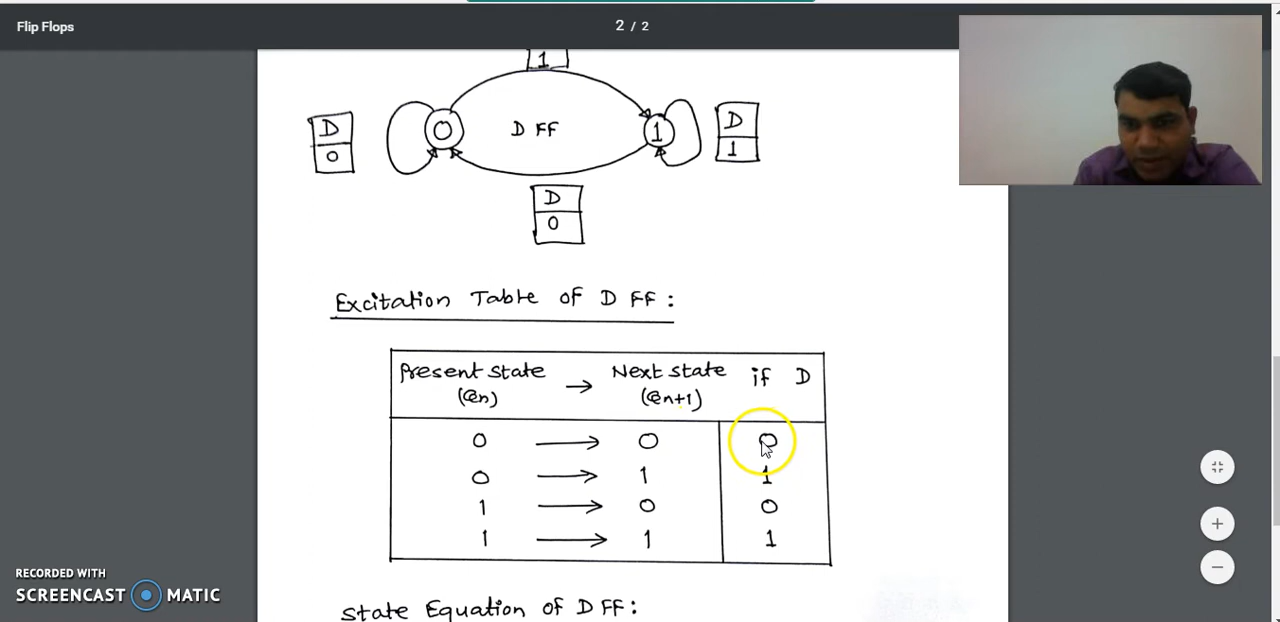 Flip Flops
2 / 2
1
D
0
0
D FF
1
D
1
D
0
Excitation Table of D FF:
Present state → Next state if D
(Qn) (Qn+1)
0 → 0 0
0 → 1 1
1 → 0 0
1 → 1 1
State Equation of D FF:
RECORDED WITH
SCREENCAST MATIC